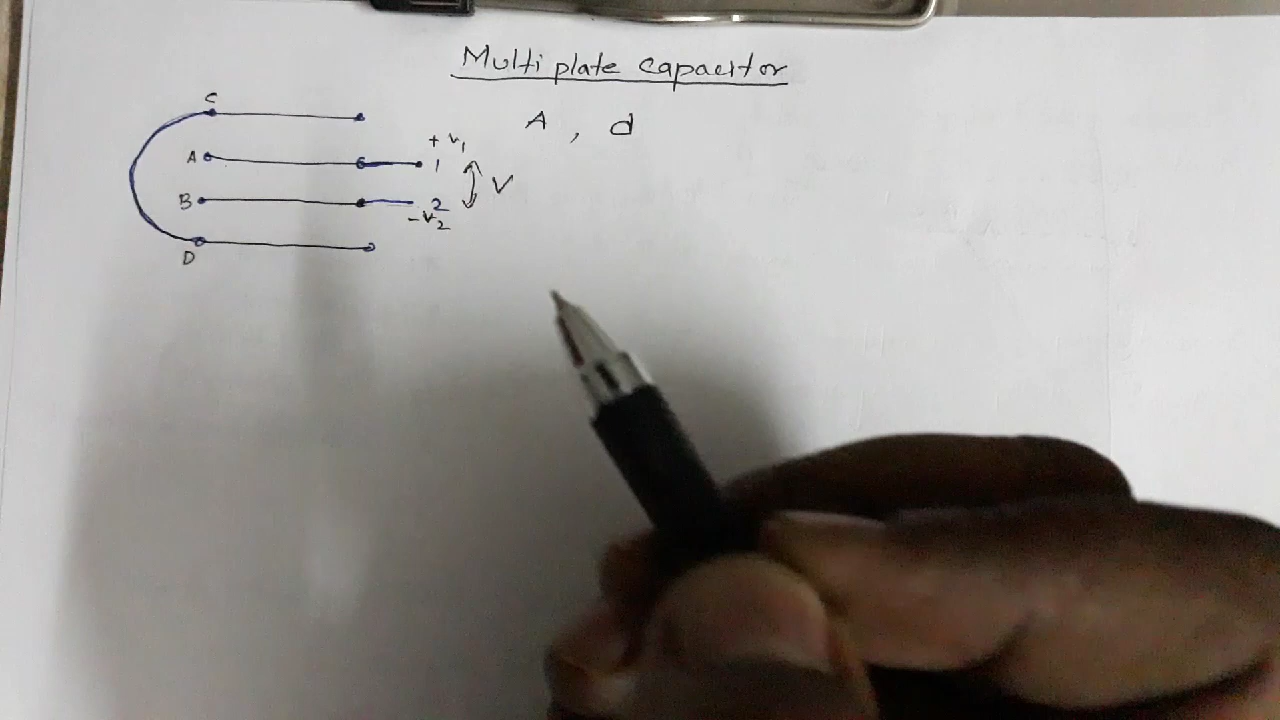 Multiplate capacitor
C
A , d
+ V1
A
1
V
B
2
- V2
D